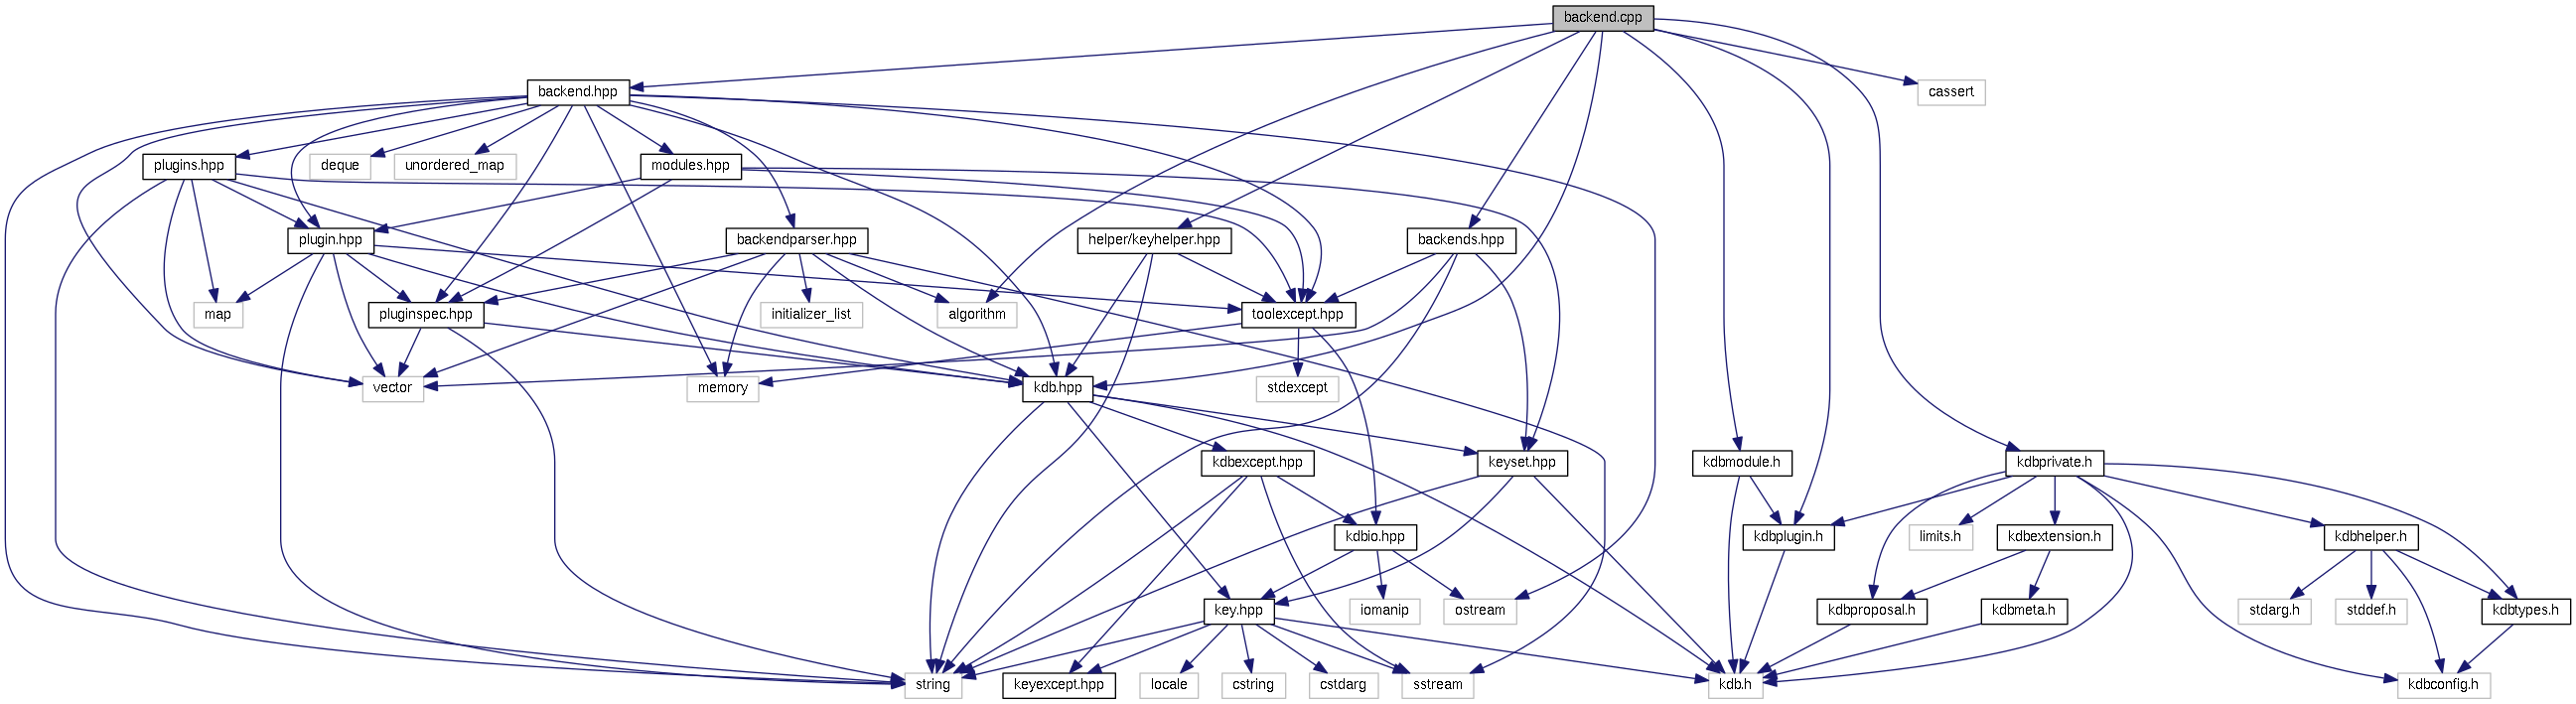 backend.cpp
backend.hpp
cassert
plugins.hpp
deque
unordered_map
modules.hpp
plugin.hpp
backendparser.hpp
helper/keyhelper.hpp
backends.hpp
map
pluginspec.hpp
initializer_list
algorithm
toolexcept.hpp
vector
memory
kdb.hpp
stdexcept
kdbexcept.hpp
keyset.hpp
kdbmodule.h
kdbprivate.h
kdbio.hpp
kdbplugin.h
limits.h
kdbextension.h
kdbhelper.h
key.hpp
iomanip
ostream
kdbproposal.h
kdbmeta.h
stdarg.h
stddef.h
kdbtypes.h
string
keyexcept.hpp
locale
cstring
cstdarg
sstream
kdb.h
kdbconfig.h